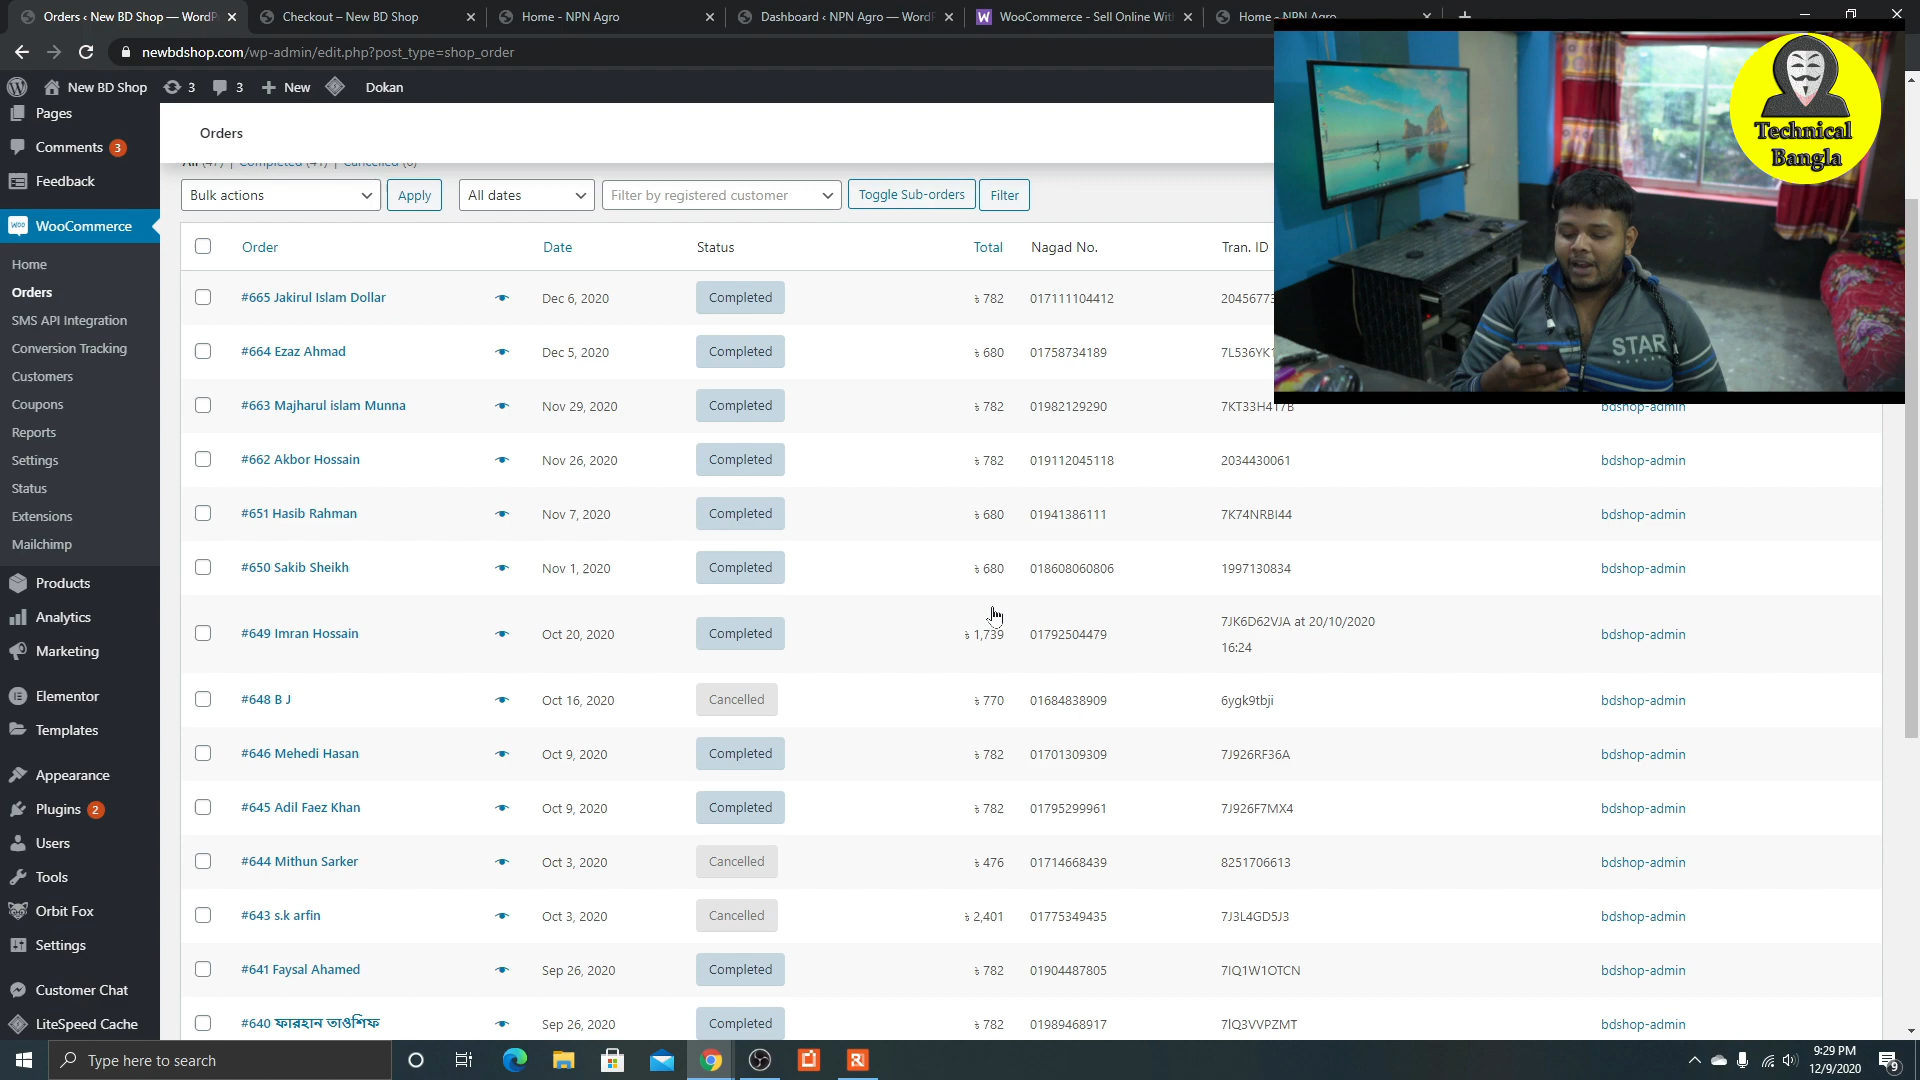 Orders ‹ New BD Shop — WordP
Checkout – New BD Shop
Home - NPN Agro
Dashboard ‹ NPN Agro — WordP
WooCommerce - Sell Online Wit
Home - NPN Agro
newbdshop.com/wp-admin/edit.php?post_type=shop_order
New BD Shop 3 3 New Dokan
Technical
Bangla
STAR
Pages
Comments 3
Feedback
WooCommerce
Home
Orders
SMS API Integration
Conversion Tracking
Customers
Coupons
Reports
Settings
Status
Extensions
Mailchimp
Products
Analytics
Marketing
Elementor
Templates
Appearance
Plugins 2
Users
Tools
Orbit Fox
Settings
Customer Chat
LiteSpeed Cache
Orders
All (47) | Completed (41) | Cancelled (6)
Bulk actions Apply All dates Filter by registered customer Toggle Sub-orders Filter
Order Date Status Total Nagad No. Tran. ID
#665 Jakirul Islam Dollar Dec 6, 2020 Completed ৳ 782 017111104412 20456773
#664 Ezaz Ahmad Dec 5, 2020 Completed ৳ 680 01758734189 7L536YK
#663 Majharul islam Munna Nov 29, 2020 Completed ৳ 782 01982129290 7KT33H417B bdshop-admin
#662 Akbor Hossain Nov 26, 2020 Completed ৳ 782 019112045118 2034430061 bdshop-admin
#651 Hasib Rahman Nov 7, 2020 Completed ৳ 680 01941386111 7K74NRBI44 bdshop-admin
#650 Sakib Sheikh Nov 1, 2020 Completed ৳ 680 018608060806 1997130834 bdshop-admin
#649 Imran Hossain Oct 20, 2020 Completed ৳ 1,739 01792504479 7JK6D62VJA at 20/10/2020 bdshop-admin
16:24
#648 B J Oct 16, 2020 Cancelled ৳ 770 01684838909 6ygk9tbji bdshop-admin
#646 Mehedi Hasan Oct 9, 2020 Completed ৳ 782 01701309309 7J926RF36A bdshop-admin
#645 Adil Faez Khan Oct 9, 2020 Completed ৳ 782 01795299961 7J926F7MX4 bdshop-admin
#644 Mithun Sarker Oct 3, 2020 Cancelled ৳ 476 01714668439 8251706613 bdshop-admin
#643 s.k arfin Oct 3, 2020 Cancelled ৳ 2,401 01775349435 7J3L4GD5J3 bdshop-admin
#641 Faysal Ahamed Sep 26, 2020 Completed ৳ 782 01904487805 7IQ1W1OTCN bdshop-admin
#640 ফারহান তাওশিফ Sep 26, 2020 Completed ৳ 782 01989468917 7IQ3VVPZMT bdshop-admin
Type here to search
9:29 PM
12/9/2020
9